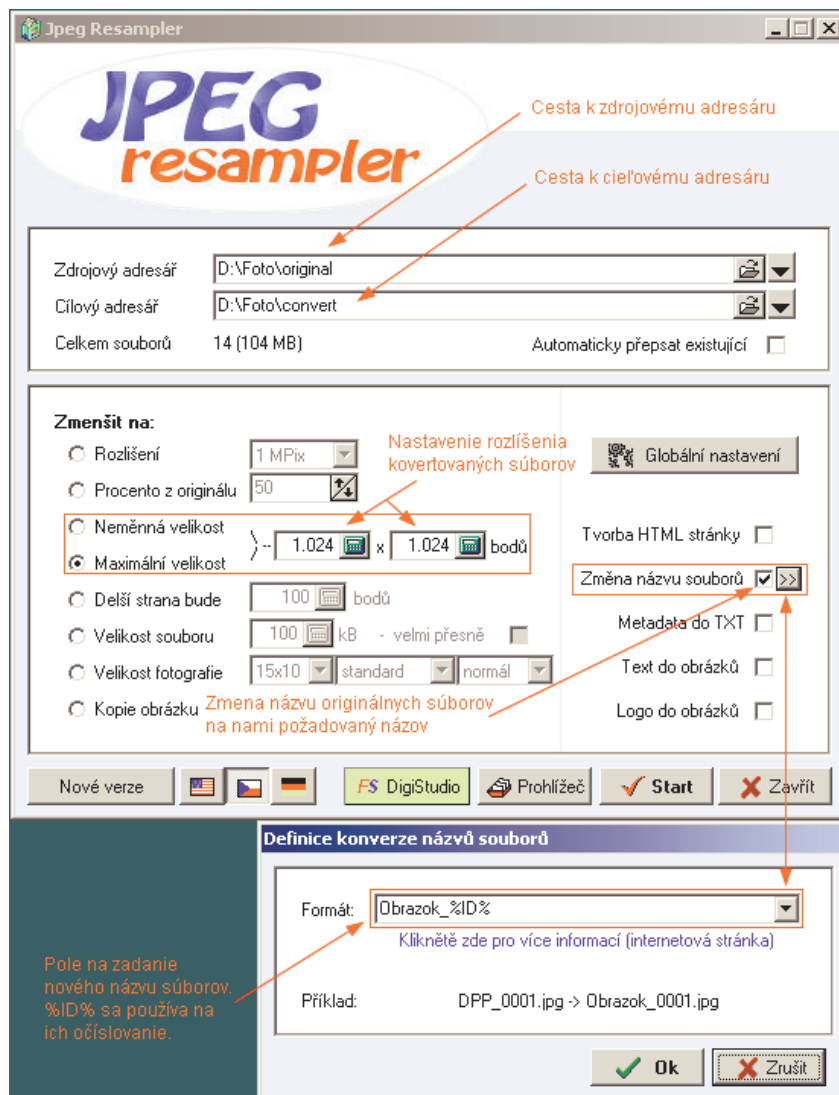 Jpeg Resampler
JPEG
resampler
Cesta k zdrojovému adresáru
Cesta k cieľovému adresáru
Zdrojový adresář D:\Foto\original
Cílový adresář D:\Foto\convert
Celkem souborů 14 (104 MB) Automaticky přepsat existující
Zmenšit na:
Rozlišení 1 MPix
Nastavenie rozlíšenia
kovertovaných súborov
Globální nastavení
Procento z originálu 50
Neměnná velikost
1.024 x 1.024 bodů
Maximální velikost
Tvorba HTML stránky
Změna názvu souborů >>
Delší strana bude 100 bodů
Metadata do TXT
Velikost souboru 100 kB - velmi přesně
Text do obrázků
Velikost fotografie 15x10 standard normál
Logo do obrázků
Kopie obrázku
Zmena názvu originálnych súborov
na nami požadovaný názov
Nové verze FS DigiStudio Prohlížeč Start Zavřít
Definice konverze názvů souborů
Formát: Obrazok_%ID%
Klikněte zde pro více informací (internetová stránka)
Pole na zadanie
nového názvu súborov.
%ID% sa používa na
ich očíslovanie.
Příklad: DPP_0001.jpg -> Obrazok_0001.jpg
Ok Zrušit